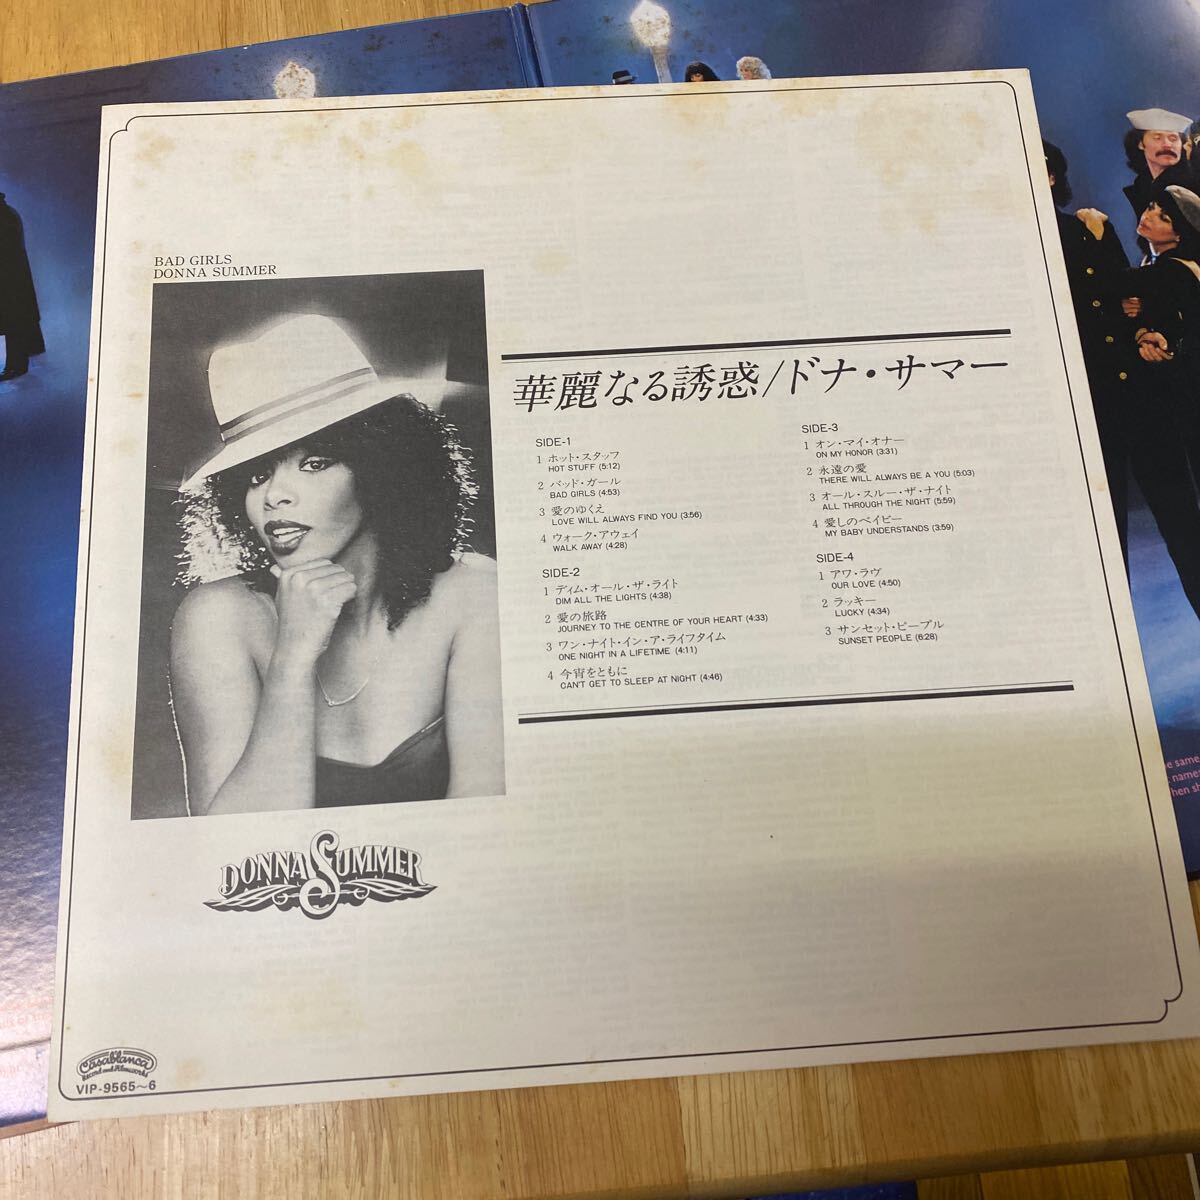 BAD GIRLS
DONNA SUMMER
華麗なる誘惑/ドナ・サマー
SIDE-1
1 ホット・スタッフ
HOT STUFF (5:12)
2 バッド・ガール
BAD GIRLS (4:53)
3 愛のゆくえ
LOVE WILL ALWAYS FIND YOU (3:56)
4 ウォーク・アウェイ
WALK AWAY (4:28)
SIDE-2
1 ディム・オール・ザ・ライト
DIM ALL THE LIGHTS (4:38)
2 愛の旅路
JOURNEY TO THE CENTRE OF YOUR HEART (4:33)
3 ワン・ナイト・イン・ア・ライフタイム
ONE NIGHT IN A LIFETIME (4:11)
4 今宵をともに
CAN'T GET TO SLEEP AT NIGHT (4:46)
SIDE-3
1 オン・マイ・オナー
ON MY HONOR (3:31)
2 永遠の愛
THERE WILL ALWAYS BE A YOU (5:03)
3 オール・スルー・ザ・ナイト
ALL THROUGH THE NIGHT (5:59)
4 愛しのベイビー
MY BABY UNDERSTANDS (3:59)
SIDE-4
1 アワ・ラヴ
OUR LOVE (4:50)
2 ラッキー
LUCKY (4:34)
3 サンセット・ピープル
SUNSET PEOPLE (6:28)
DONNA SUMMER
Casablanca
Record and Filmworks
VIP-9565～6
same